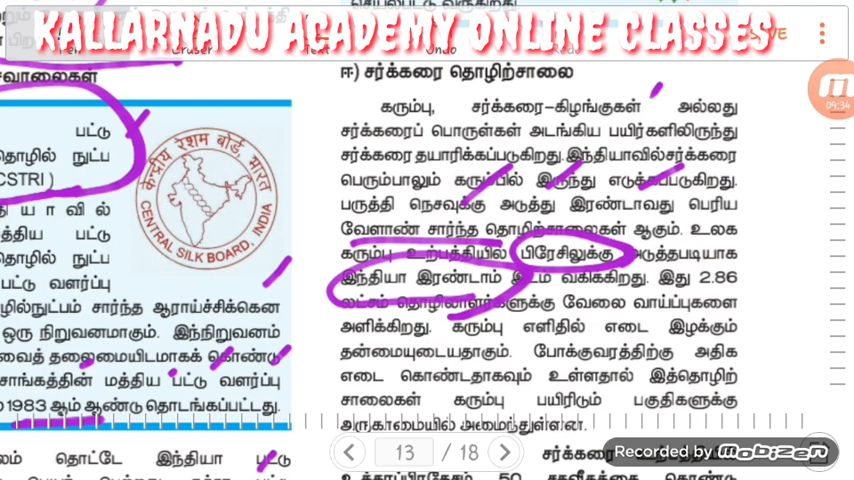 KALLARNADU ACADEMY ONLINE CLASSES
13 / 18
09:34
பட்டு
தொழில் நுட்ப
CSTRI )
தி யா வி ல்
த்திய பட்டு
தொழில் நுட்ப
பட்டு வளர்ப்பு
ழில்நுட்பம் சார்ந்த ஆராய்ச்சிக்கென
ஒரு நிறுவனமாகும். இந்நிறுவனம்
வைத் தலைமையிடமாகக் கொண்டு
சாங்கத்தின் மத்திய பட்டு வளர்ப்பு
1983 ஆம் ஆண்டு தொடங்கப்பட்டது.
केन्द्रीय रेशम बोर्ड भारत
CENTRAL SILK BOARD, INDIA
லம் தொட்டே இந்தியா பட்டு
ஈ) சர்க்கரை தொழிற்சாலை
கரும்பு, சர்க்கரை–கிழங்குகள் அல்லது
சர்க்கரைப் பொருள்கள் அடங்கிய பயிர்களிலிருந்து
சர்க்கரை தயாரிக்கப்படுகிறது.இந்தியாவில்சர்க்கரை
பெரும்பாலும் கரும்பில் இருந்து எடுக்கப்படுகிறது.
பருத்தி நெசவுக்கு அடுத்து இரண்டாவது பெரிய
வேளாண் சார்ந்த தொழிற்சாலைகள் ஆகும். உலக
கரும்பு உற்பத்தியில் பிரேசிலுக்கு அடுத்தபடியாக
இந்தியா இரண்டாம் இடம் வகிக்கிறது. இது 2.86
லட்சம் தொழிலாளர்களுக்கு வேலை வாய்ப்புகளை
அளிக்கிறது. கரும்பு எளிதில் எடை இழக்கும்
தன்மையுடையதாகும். போக்குவரத்திற்கு அதிக
எடை கொண்டதாகவும் உள்ளதால் இத்தொழிற்
சாலைகள் கரும்பு பயிரிடும் பகுதிகளுக்கு
அருகாமையில் அமைந்துள்ளன.
Recorded by Mobizen